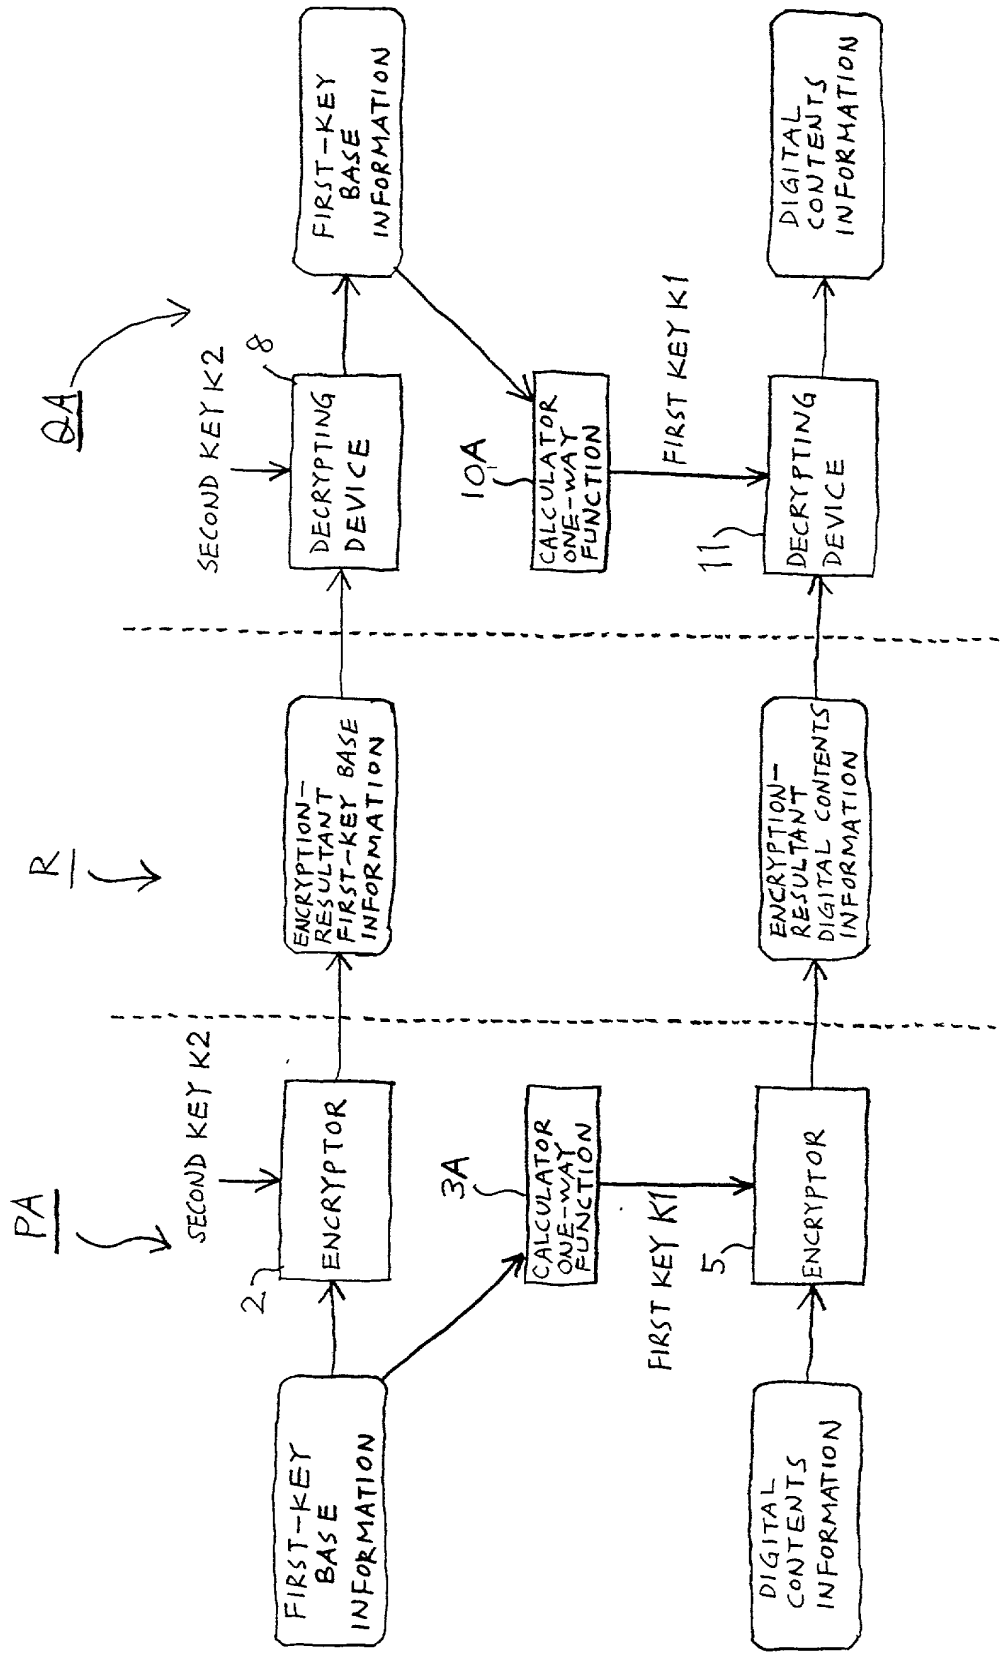 PA
R
QA
SECOND KEY K2
SECOND KEY K2
FIRST-KEY
BASE
INFORMATION
2
ENCRYPTOR
ENCRYPTION-
RESULTANT
FIRST-KEY BASE
INFORMATION
8
DECRYPTING
DEVICE
FIRST-KEY
BASE
INFORMATION
3A
CALCULATOR
ONE-WAY
FUNCTION
10A
CALCULATOR
ONE-WAY
FUNCTION
FIRST KEY K1
FIRST KEY K1
DIGITAL
CONTENTS
INFORMATION
5
ENCRYPTOR
ENCRYPTION-
RESULTANT
DIGITAL CONTENTS
INFORMATION
11
DECRYPTING
DEVICE
DIGITAL
CONTENTS
INFORMATION